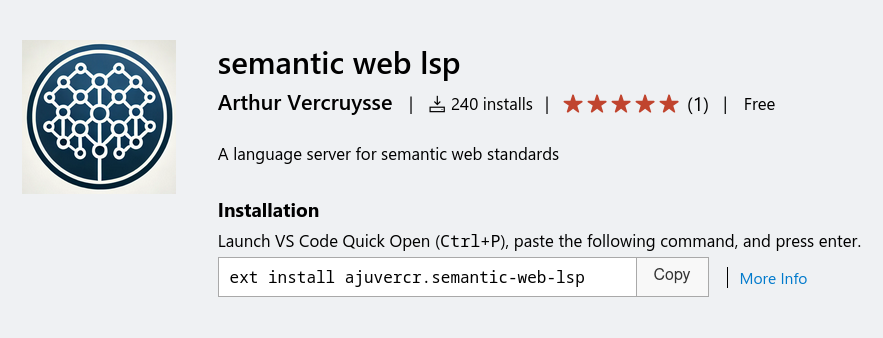 semantic web lsp
Arthur Vercruysse | 240 installs | (1) | Free
A language server for semantic web standards
Installation
Launch VS Code Quick Open (Ctrl+P), paste the following command, and press enter.
ext install ajuvercr.semantic-web-lsp Copy | More Info